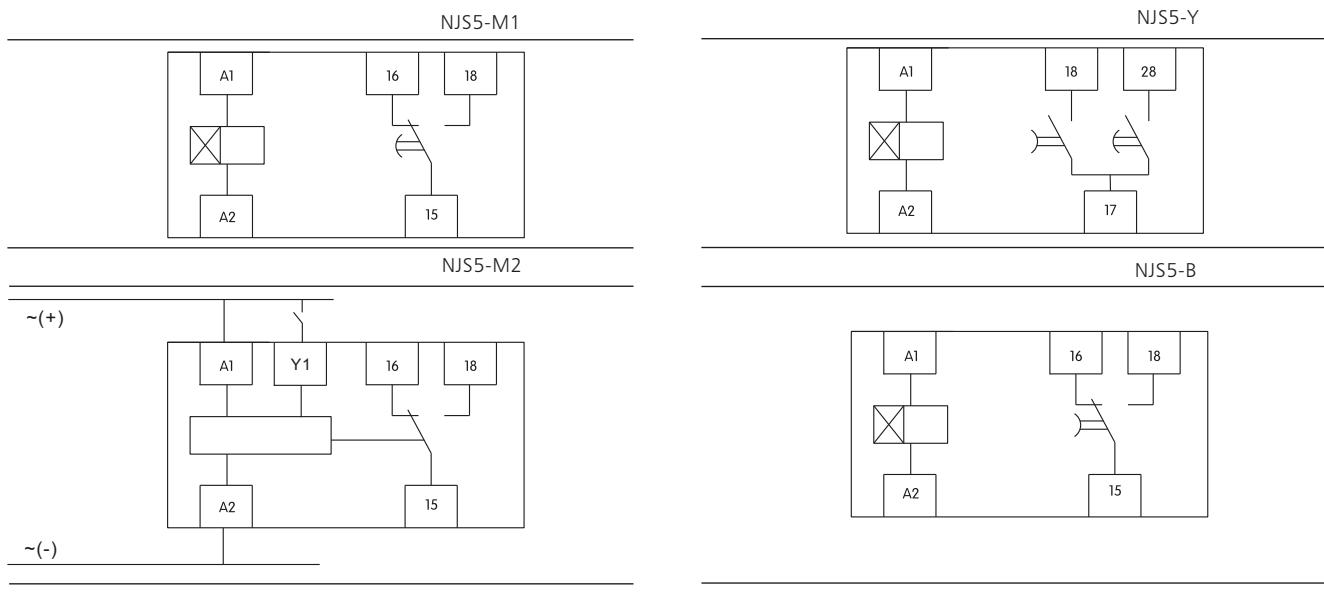 NJS5-M1
A1 16 18
A2 15
NJS5-M2
~(+)
A1 Y1 16 18
A2 15
~(-)
NJS5-Y
A1 18 28
A2 17
NJS5-B
A1 16 18
A2 15